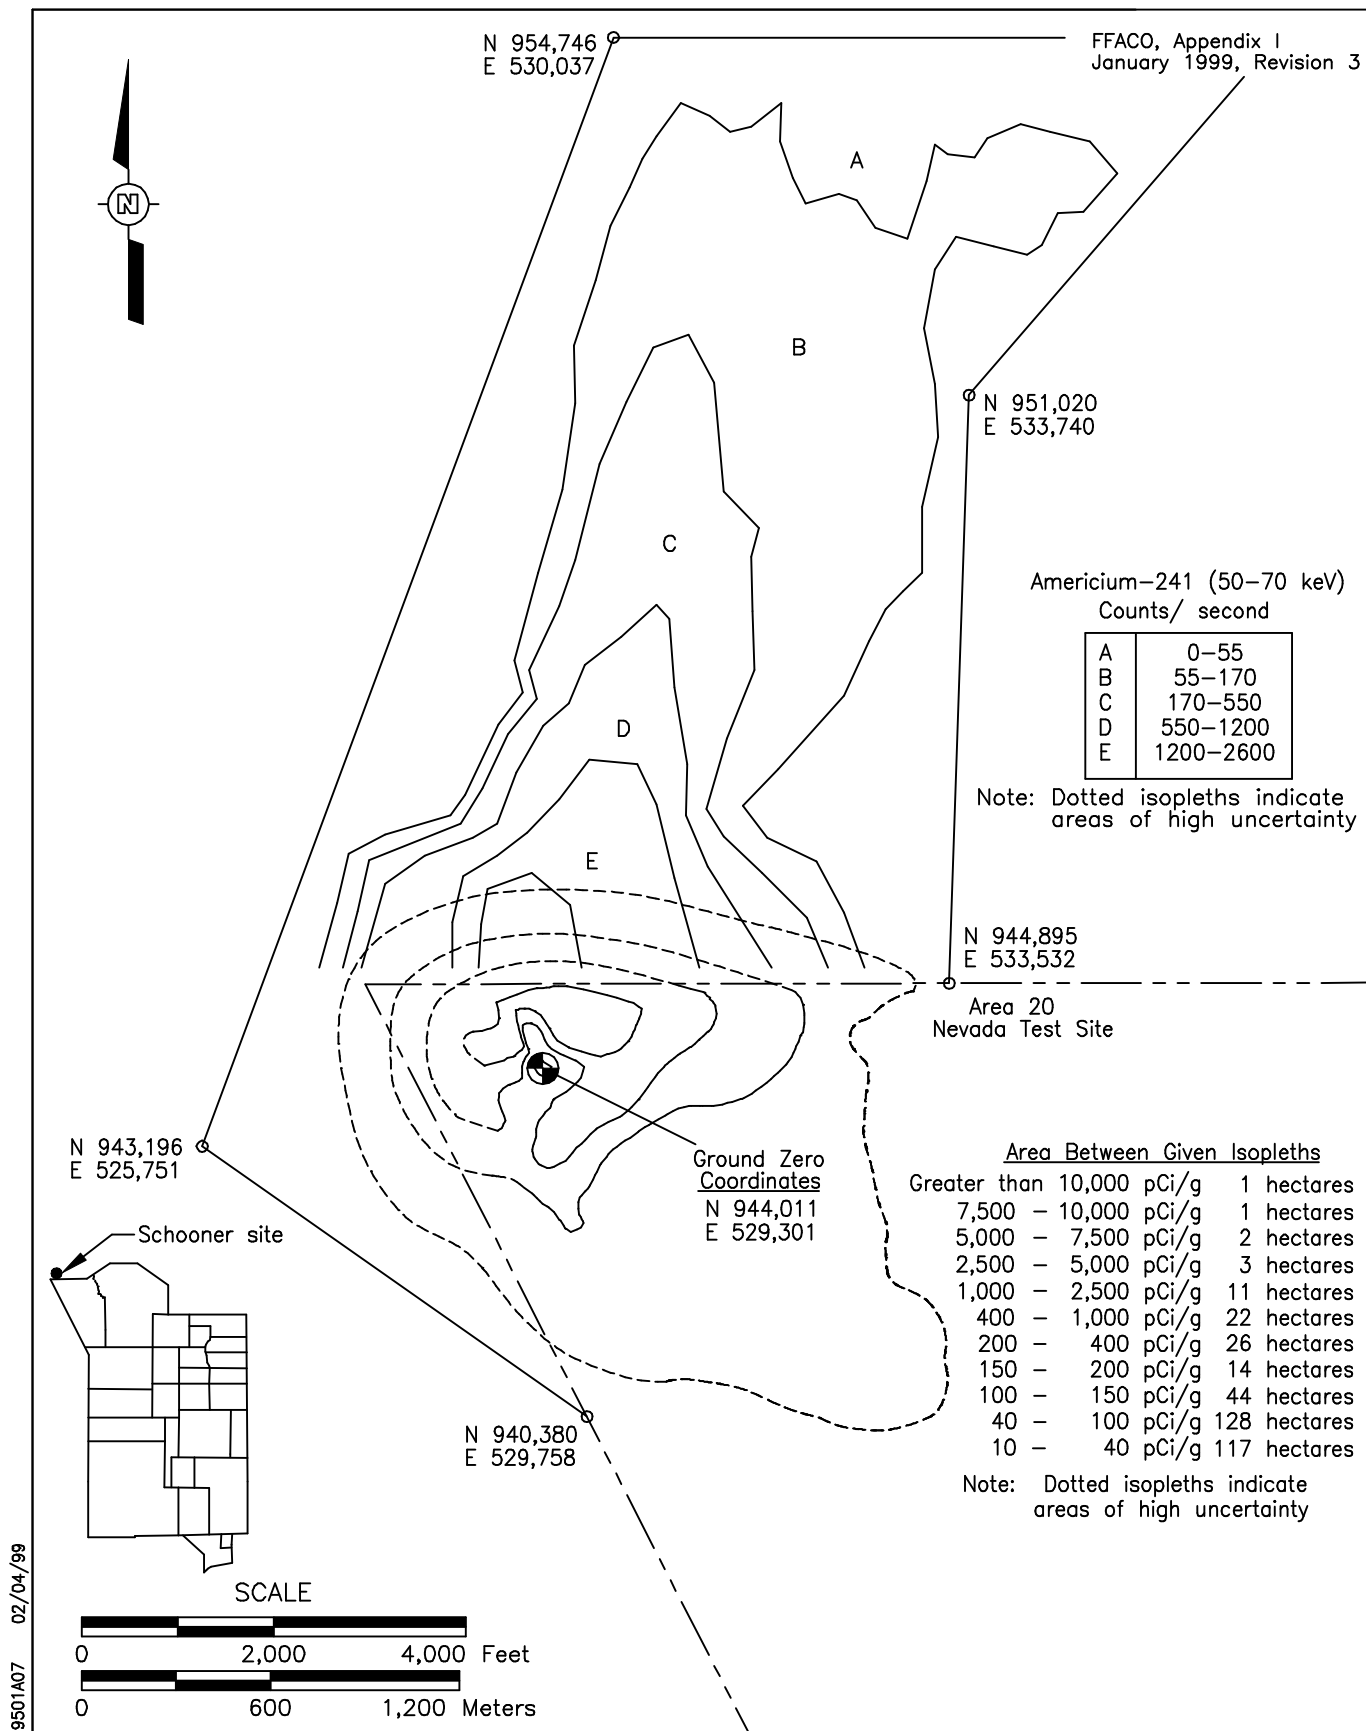 N 954,746
E 530,037
FFACO, Appendix I
January 1999, Revision 3
N
A
B
N 951,020
E 533,740
C
Americium-241 (50-70 keV)
Counts/ second
A 0-55
B 55-170
C 170-550
D 550-1200
E 1200-2600
Note: Dotted isopleths indicate
areas of high uncertainty
D
E
N 944,895
E 533,532
Area 20
Nevada Test Site
N 943,196
E 525,751
Ground Zero
Coordinates
N 944,011
E 529,301
Area Between Given Isopleths
Greater than 10,000 pCi/g 1 hectares
7,500 - 10,000 pCi/g 1 hectares
5,000 - 7,500 pCi/g 2 hectares
2,500 - 5,000 pCi/g 3 hectares
1,000 - 2,500 pCi/g 11 hectares
400 - 1,000 pCi/g 22 hectares
200 - 400 pCi/g 26 hectares
150 - 200 pCi/g 14 hectares
100 - 150 pCi/g 44 hectares
40 - 100 pCi/g 128 hectares
10 - 40 pCi/g 117 hectares
Note: Dotted isopleths indicate
areas of high uncertainty
Schooner site
N 940,380
E 529,758
SCALE
0 2,000 4,000 Feet
0 600 1,200 Meters
9501A07 02/04/99